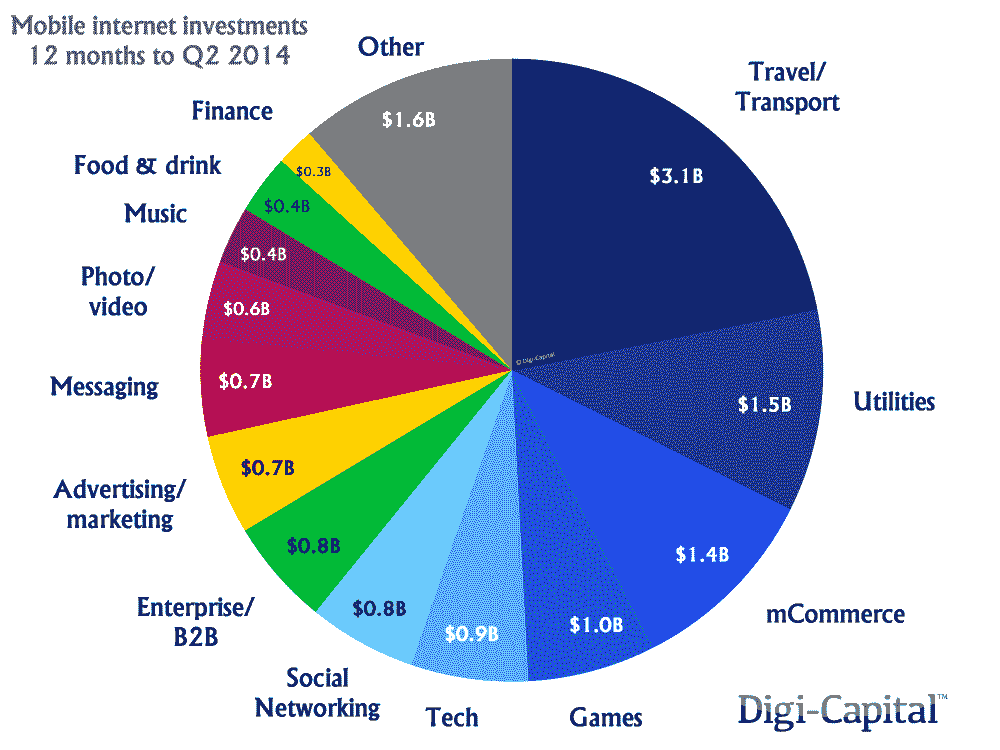 Mobile internet investments
12 months to Q2 2014
Other
$1.6B
Travel/
Transport
$3.1B
Utilities
$1.5B
mCommerce
$1.4B
Games
$1.0B
Tech
$0.9B
Social
Networking
$0.8B
Enterprise/
B2B
$0.8B
Advertising/
marketing
$0.7B
Messaging
$0.7B
Photo/
video
$0.6B
Music
$0.4B
Food & drink
$0.4B
Finance
$0.3B
© Digi-Capital
Digi-Capital™